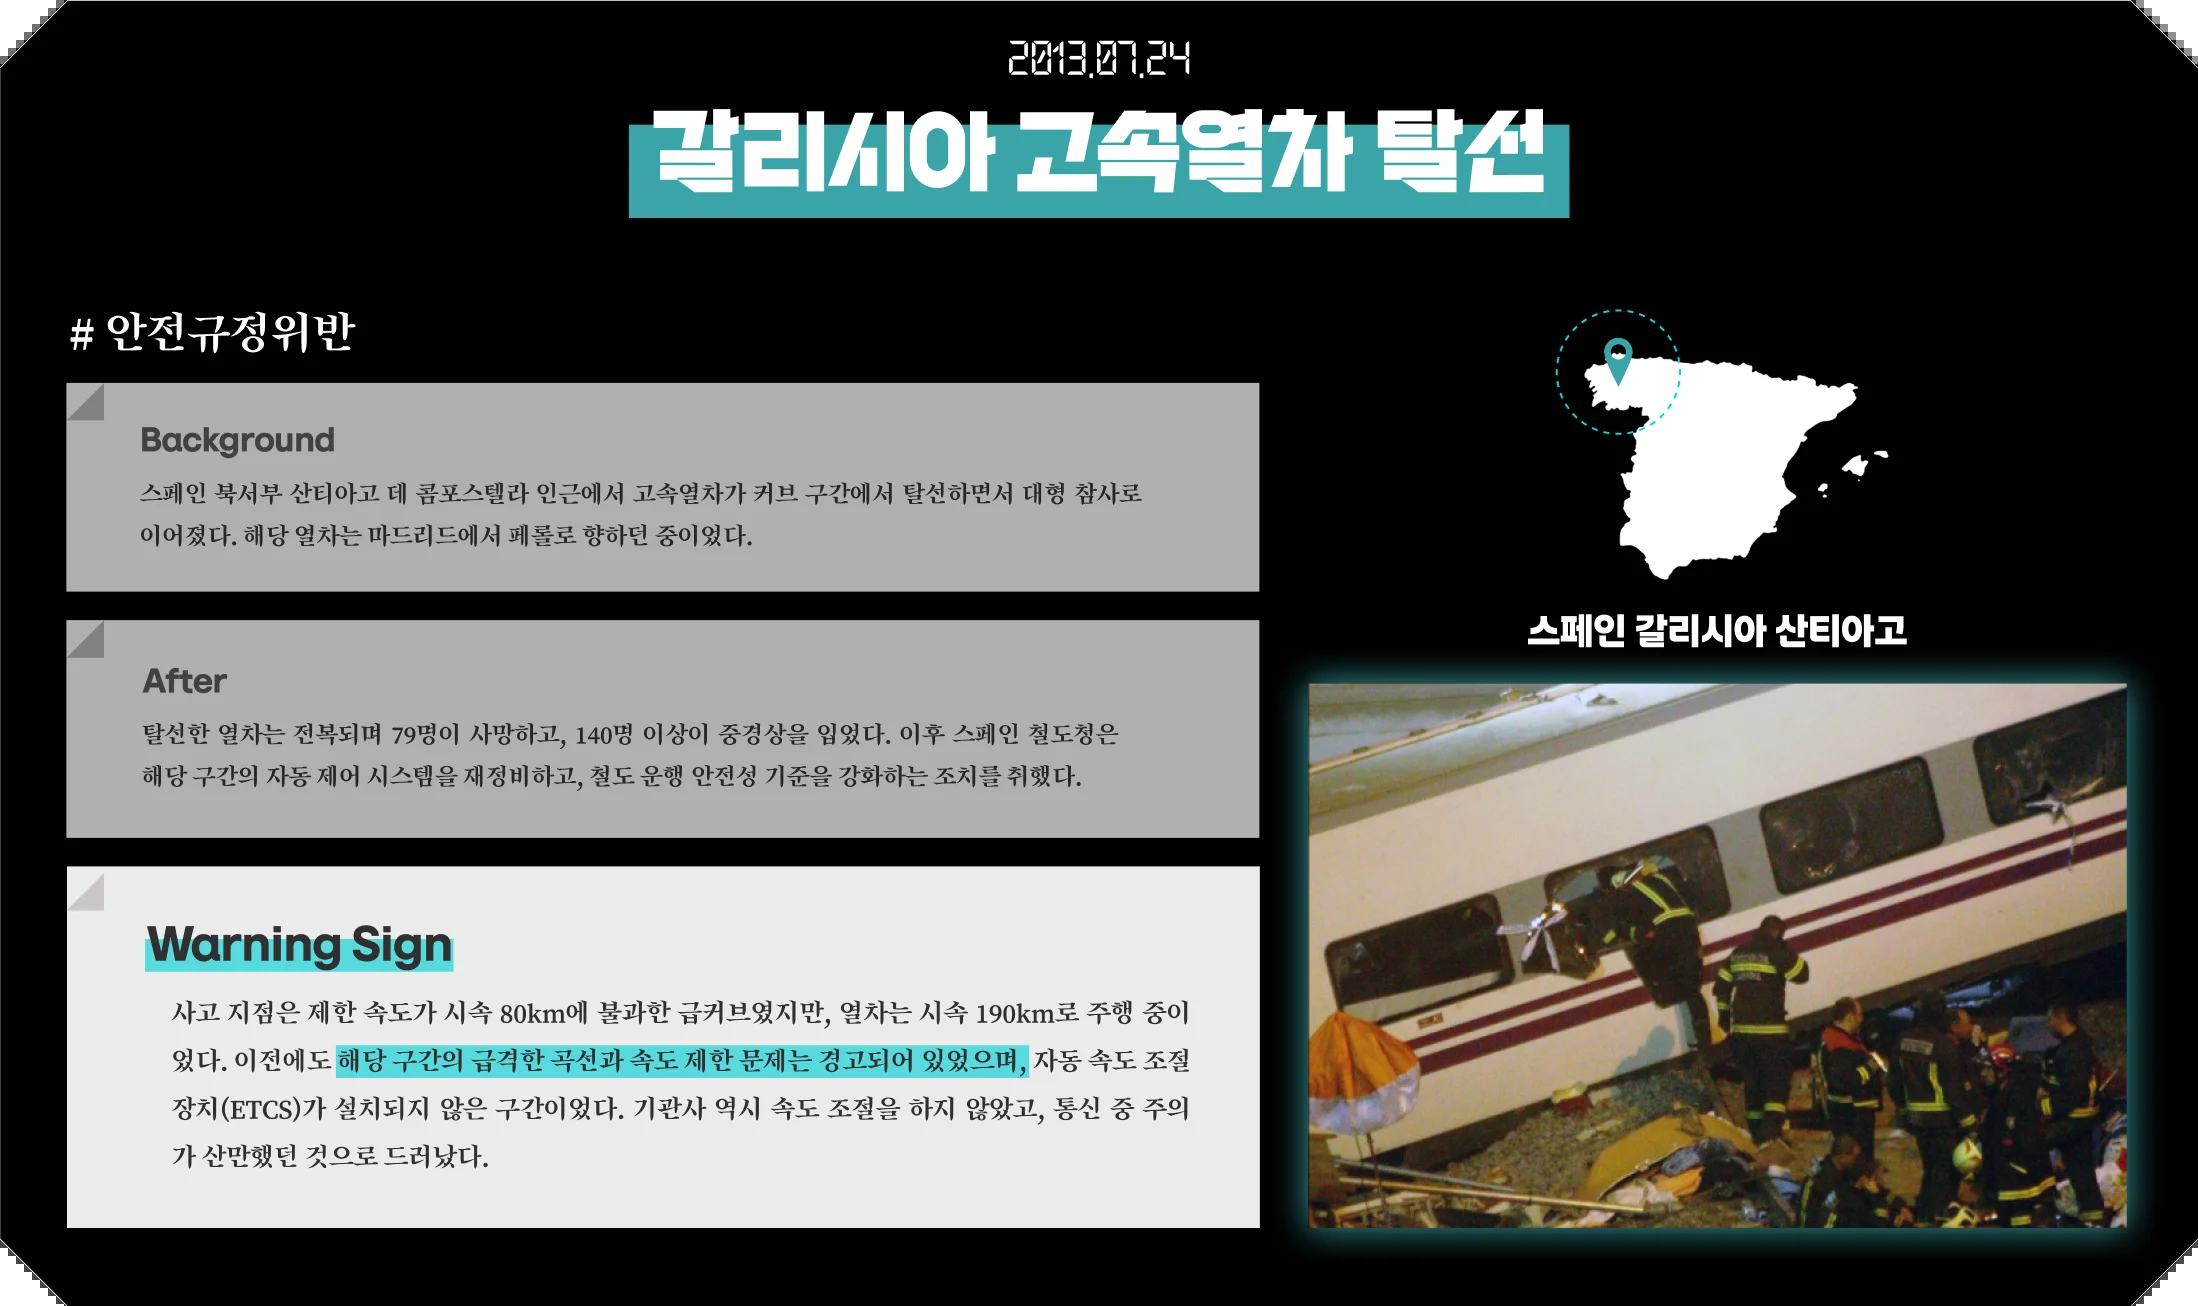 2013.07.24
갈리시아 고속열차 탈선
# 안전규정위반
Background
스페인 북서부 산티아고 데 콤포스텔라 인근에서 고속열차가 커브 구간에서 탈선하면서 대형 참사로
이어졌다. 해당 열차는 마드리드에서 페롤로 향하던 중이었다.
After
탈선한 열차는 전복되며 79명이 사망하고, 140명 이상이 중경상을 입었다. 이후 스페인 철도청은
해당 구간의 자동 제어 시스템을 재정비하고, 철도 운행 안전성 기준을 강화하는 조치를 취했다.
Warning Sign
사고 지점은 제한 속도가 시속 80km에 불과한 급커브였지만, 열차는 시속 190km로 주행 중이
었다. 이전에도 해당 구간의 급격한 곡선과 속도 제한 문제는 경고되어 있었으며, 자동 속도 조절
장치(ETCS)가 설치되지 않은 구간이었다. 기관사 역시 속도 조절을 하지 않았고, 통신 중 주의
가 산만했던 것으로 드러났다.
스페인 갈리시아 산티아고